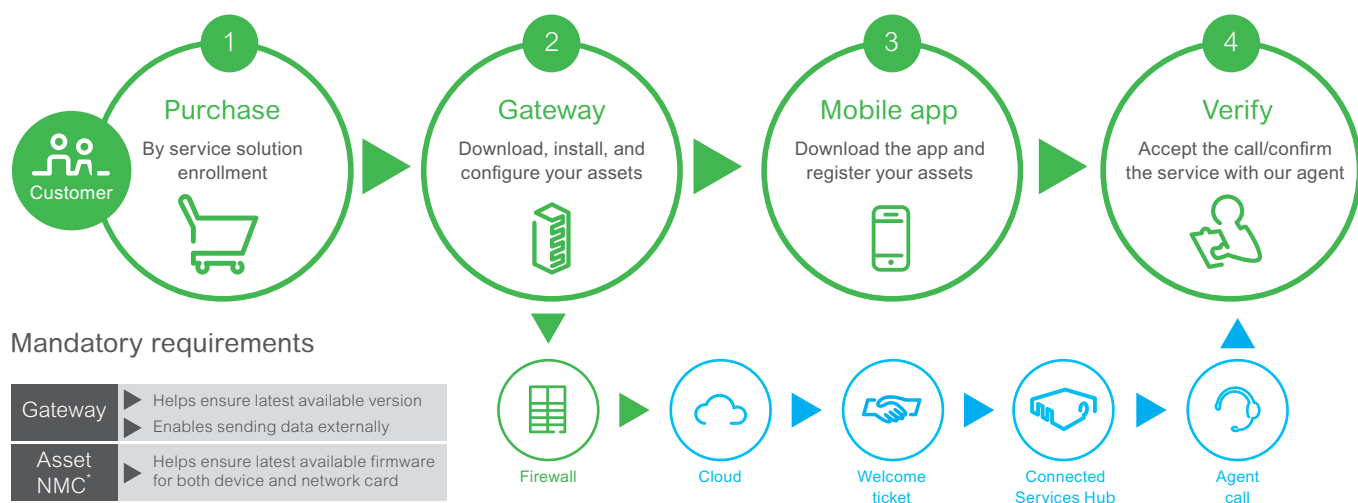 1
Purchase
By service solution
enrollment
Customer
2
Gateway
Download, install, and
configure your assets
3
Mobile app
Download the app and
register your assets
4
Verify
Accept the call/confirm
the service with our agent
Mandatory requirements
Gateway
Helps ensure latest available version
Enables sending data externally
Asset
NMC*
Helps ensure latest available firmware
for both device and network card
Firewall
Cloud
Welcome
ticket
Connected
Services Hub
Agent
call